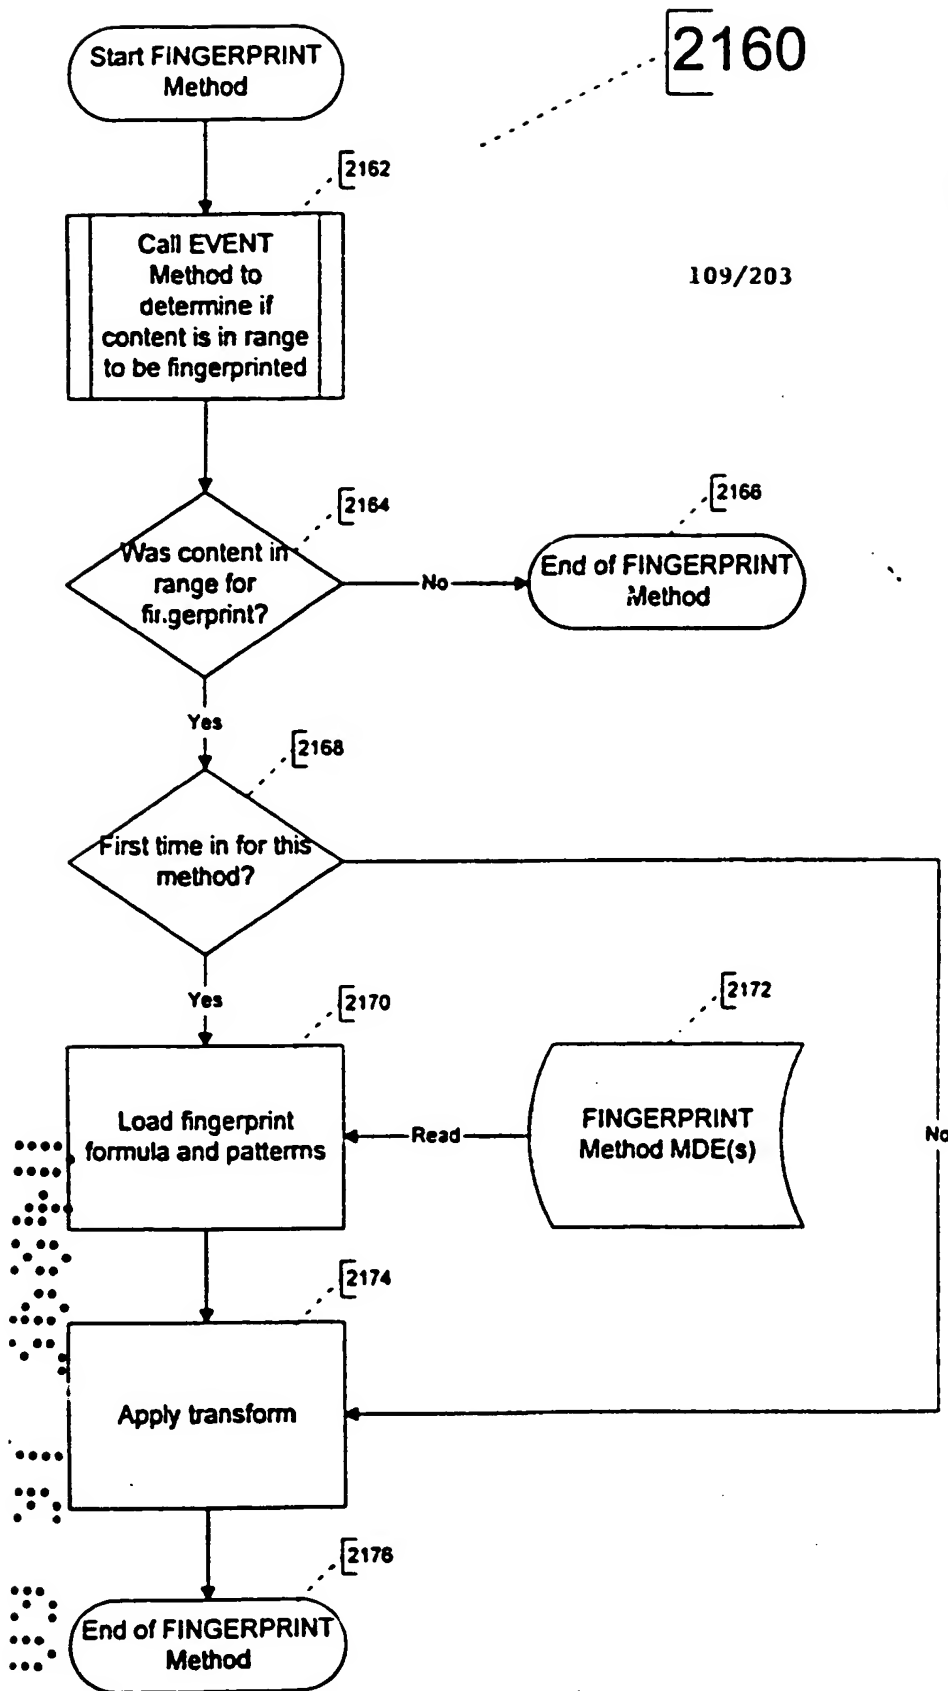 Start FINGERPRINT
Method
2160
2162
Call EVENT
Method to
determine if
content is in range
to be fingerprinted
109/203
2164
Was content in
range for
fingerprint?
No
2166
End of FINGERPRINT
Method
Yes
2168
First time in for this
method?
Yes
2170
Load fingerprint
formula and patterns
Read
2172
FINGERPRINT
Method MDE(s)
No
2174
Apply transform
2176
End of FINGERPRINT
Method